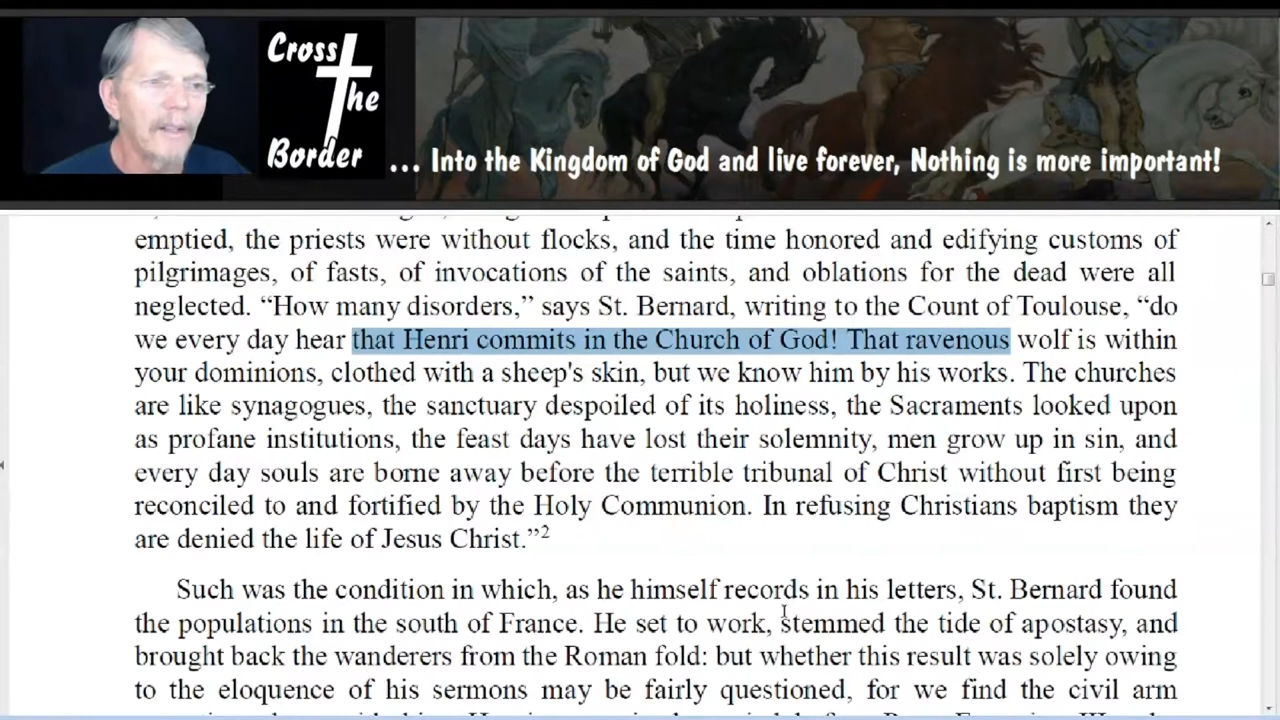 Cross
The
Border
... Into the Kingdom of God and live forever, Nothing is more important!
emptied, the priests were without flocks, and the time honored and edifying customs of
pilgrimages, of fasts, of invocations of the saints, and oblations for the dead were all
neglected. “How many disorders,” says St. Bernard, writing to the Count of Toulouse, “do
we every day hear that Henri commits in the Church of God! That ravenous wolf is within
your dominions, clothed with a sheep's skin, but we know him by his works. The churches
are like synagogues, the sanctuary despoiled of its holiness, the Sacraments looked upon
as profane institutions, the feast days have lost their solemnity, men grow up in sin, and
every day souls are borne away before the terrible tribunal of Christ without first being
reconciled to and fortified by the Holy Communion. In refusing Christians baptism they
are denied the life of Jesus Christ.”2
Such was the condition in which, as he himself records in his letters, St. Bernard found
the populations in the south of France. He set to work, stemmed the tide of apostasy, and
brought back the wanderers from the Roman fold: but whether this result was solely owing
to the eloquence of his sermons may be fairly questioned, for we find the civil arm